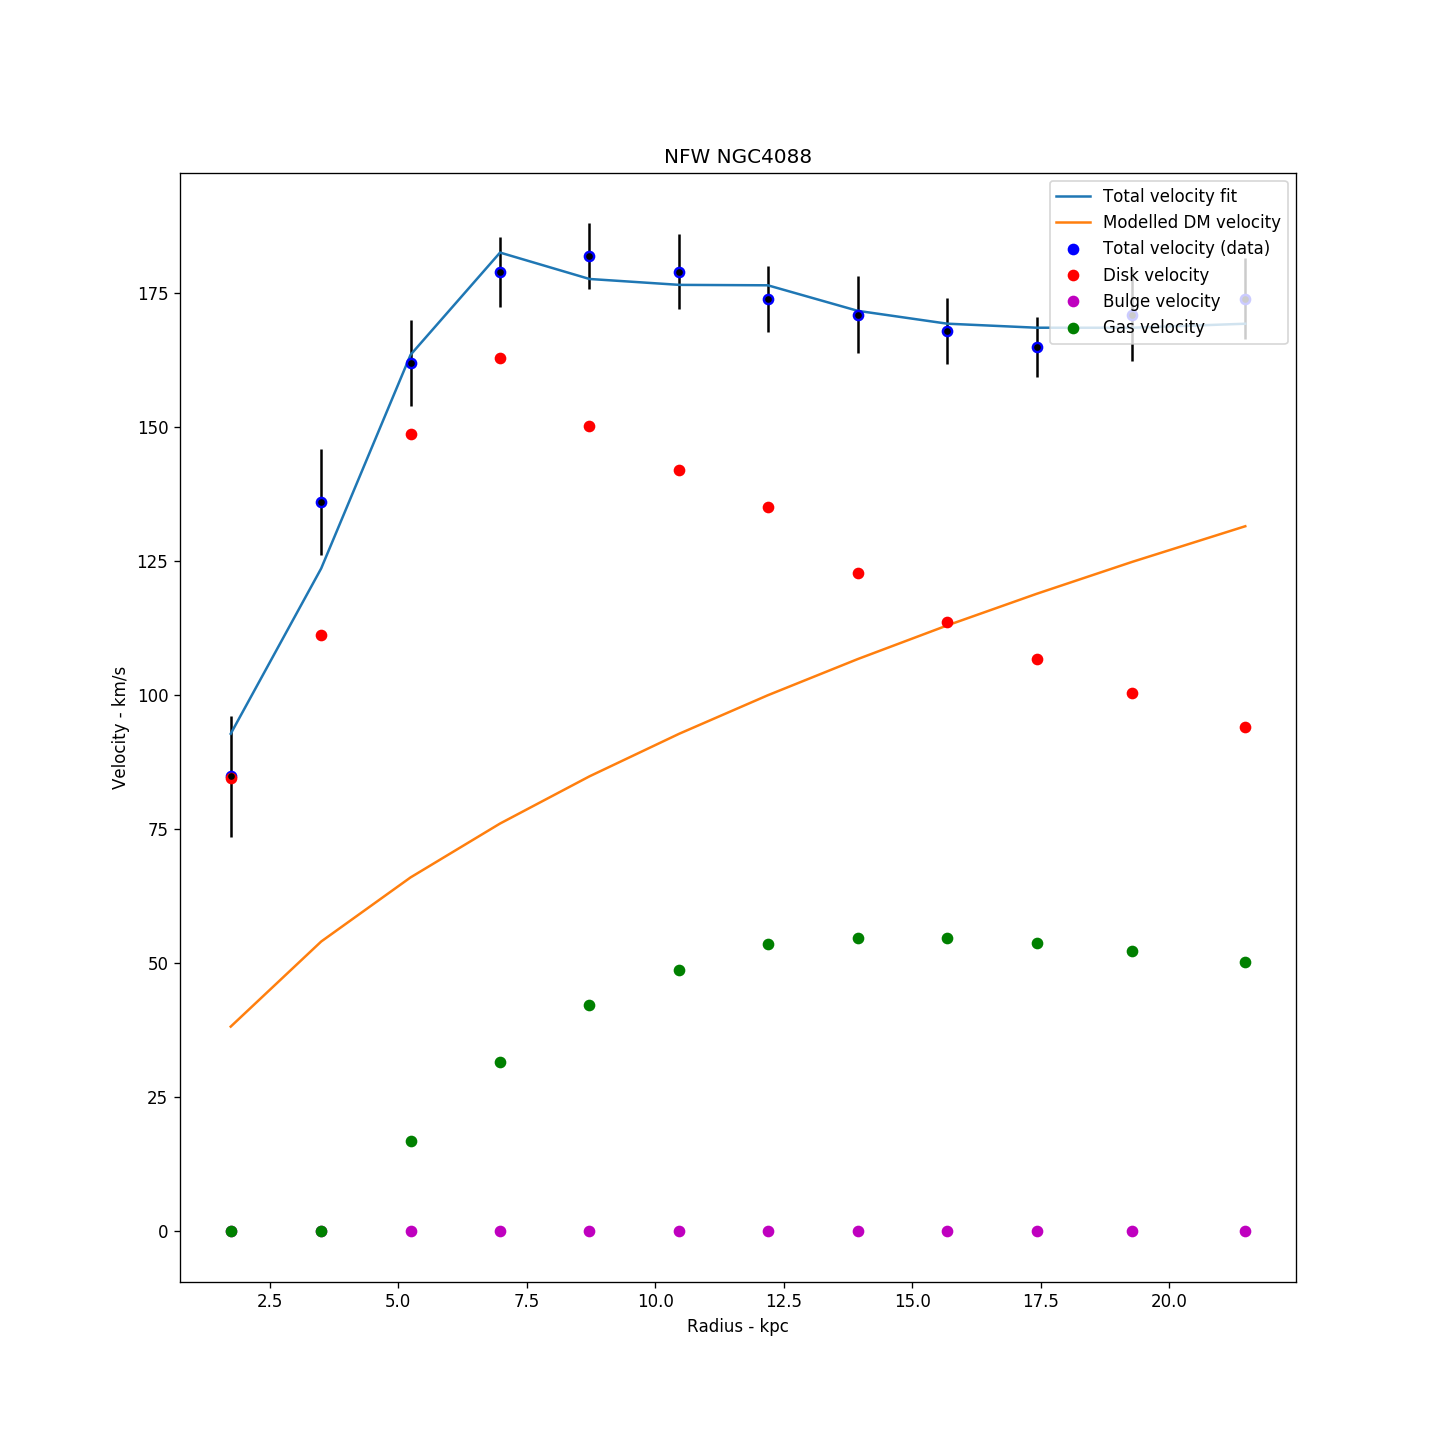 NFW NGC4088
Total velocity fit
Modelled DM velocity
Total velocity (data)
Disk velocity
Bulge velocity
Gas velocity
175
150
125
100
75
50
25
0
Velocity - km/s
2.5 5.0 7.5 10.0 12.5 15.0 17.5 20.0
Radius - kpc